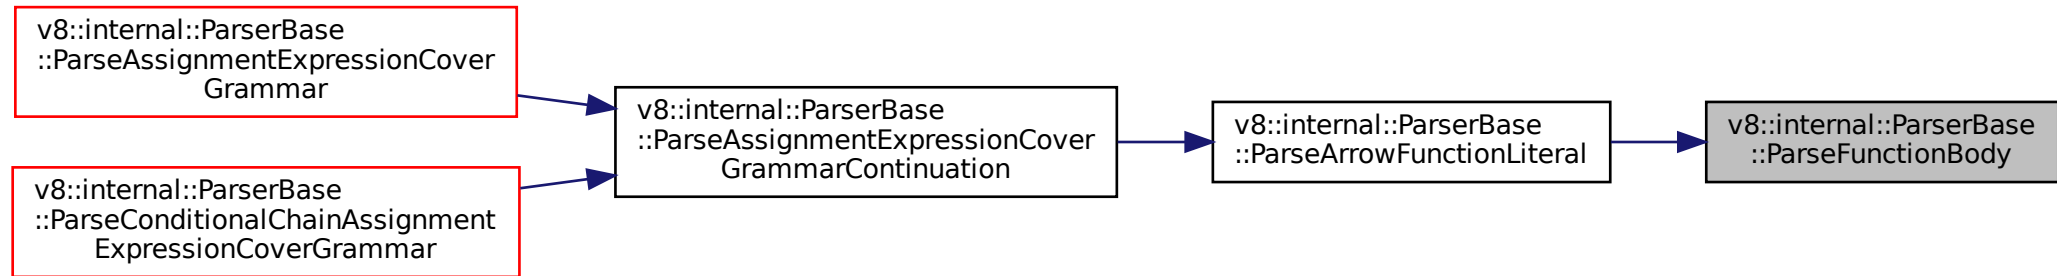 v8::internal::ParserBase
::ParseAssignmentExpressionCover
Grammar
v8::internal::ParserBase
::ParseConditionalChainAssignment
ExpressionCoverGrammar
v8::internal::ParserBase
::ParseAssignmentExpressionCover
GrammarContinuation
v8::internal::ParserBase
::ParseArrowFunctionLiteral
v8::internal::ParserBase
::ParseFunctionBody